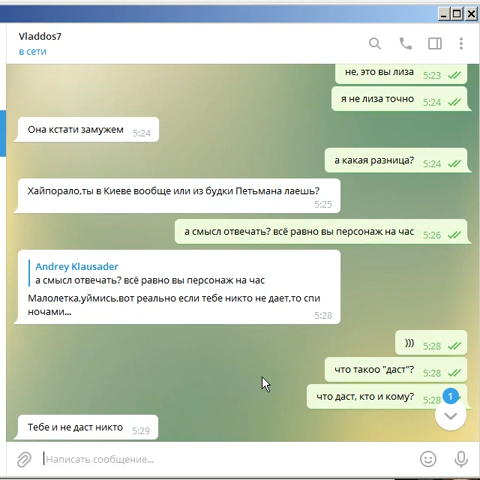 Vladdos7
в сети
не, это вы лиза 5:23
я не лиза точно 5:24
Она кстати замужем 5:24
а какая разница? 5:24
Хайпорало,ты в Киеве вообще или из будки Петьмана лаешь?
5:25
а смысл отвечать? всё равно вы персонаж на час 5:26
Andrey Klausader
а смысл отвечать? всё равно вы персонаж на час
Малолетка,уймись.вот реально если тебе никто не дает.то спи
ночами... 5:28
))) 5:28
что такоо "даст"? 5:28
что даст, кто и кому? 5:28
1
Тебе и не даст никто 5:29
Написать сообщение...